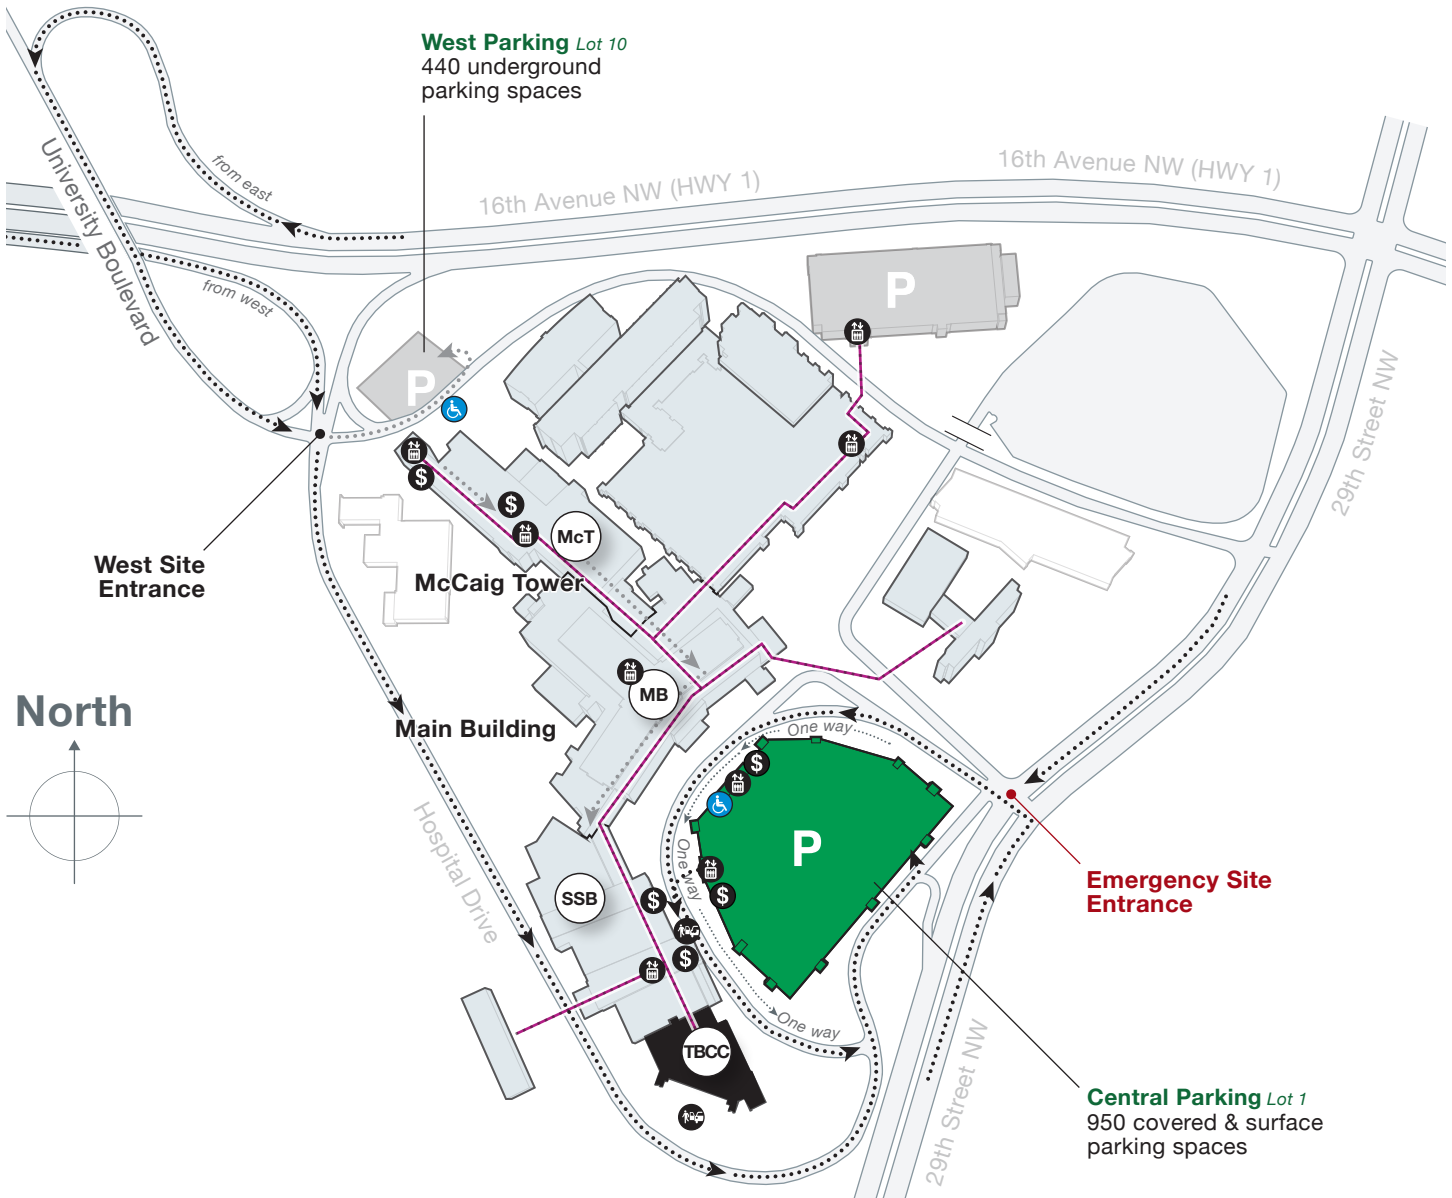 West Parking Lot 10
440 underground
parking spaces
University Boulevard
from east
16th Avenue NW (HWY 1)
16th Avenue NW (HWY 1)
from west
P
P
29th Street NW
$
$
McT
West Site
Entrance
McCaig Tower
MB
North
Main Building
One way
$
Hospital Drive
P
One way
Emergency Site
Entrance
SSB
$
$
$
One way
TBCC
29th Street NW
Central Parking Lot 1
950 covered & surface
parking spaces